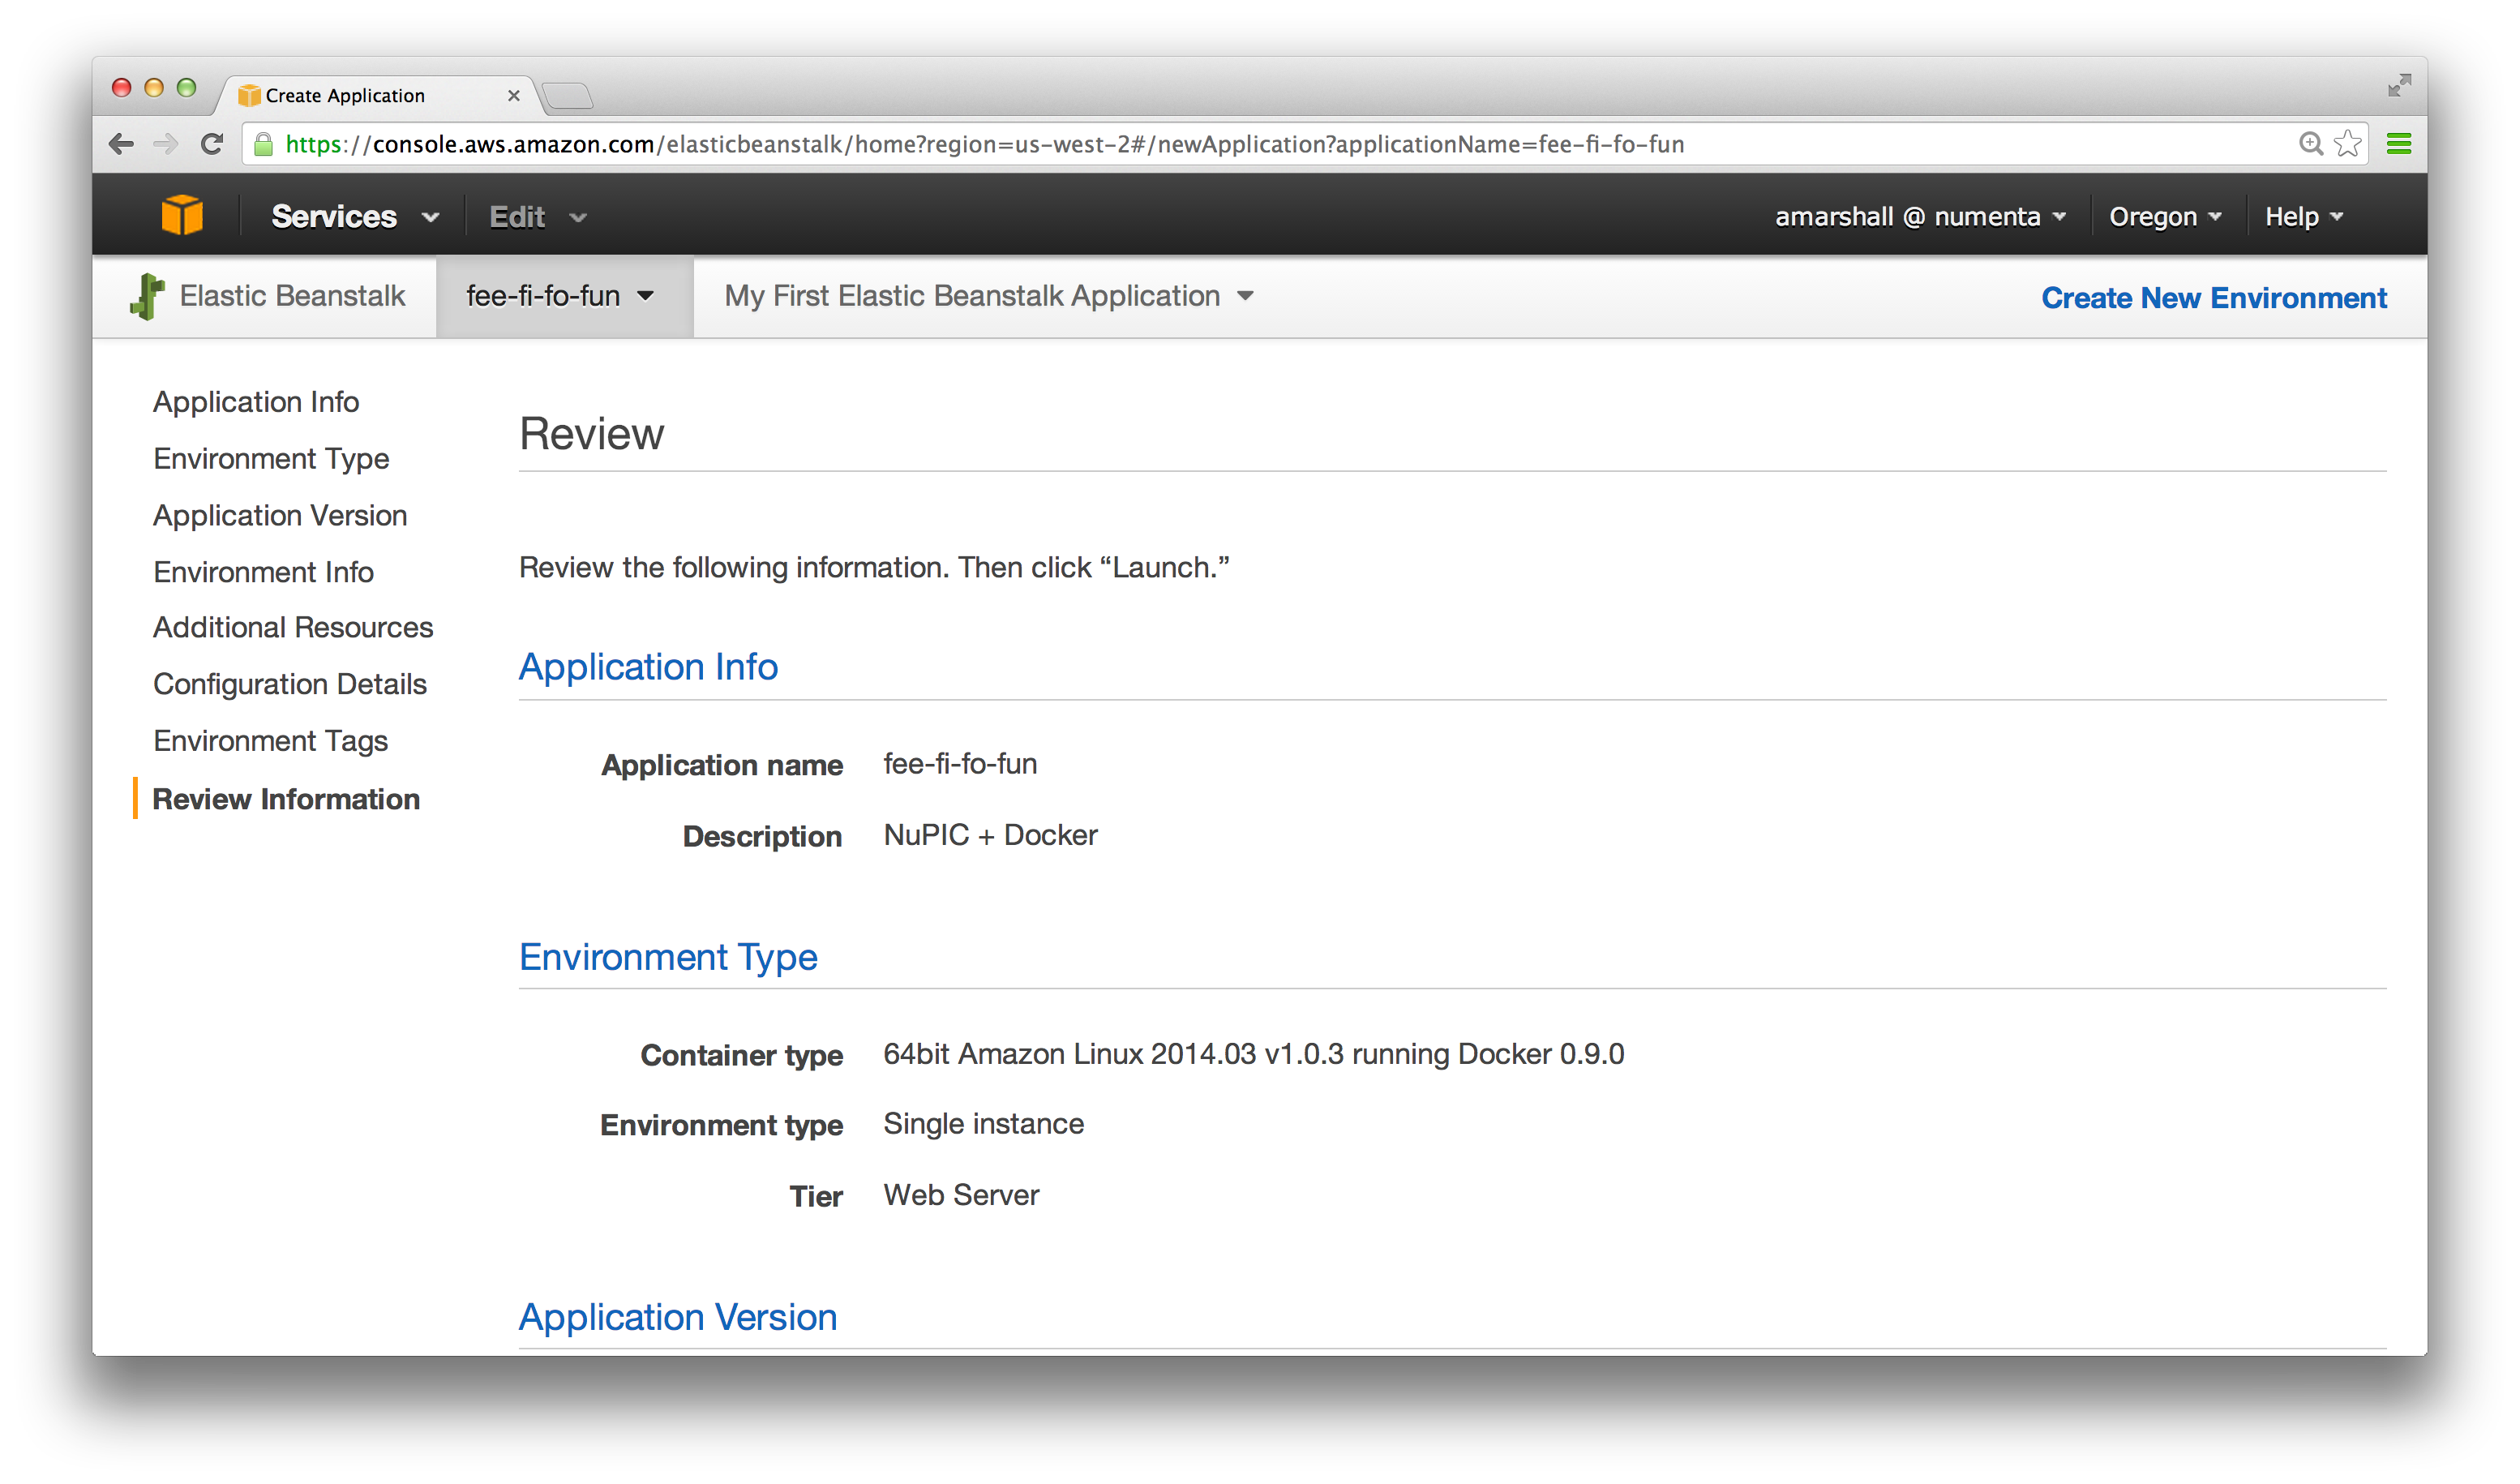 Create Application
https://console.aws.amazon.com/elasticbeanstalk/home?region=us-west-2#/newApplication?applicationName=fee-fi-fo-fun
Services Edit amarshall @ numenta Oregon Help
Elastic Beanstalk fee-fi-fo-fun My First Elastic Beanstalk Application Create New Environment
Application Info
Environment Type
Application Version
Environment Info
Additional Resources
Configuration Details
Environment Tags
Review Information
Review
Review the following information. Then click “Launch.”
Application Info
Application name fee-fi-fo-fun
Description NuPIC + Docker
Environment Type
Container type 64bit Amazon Linux 2014.03 v1.0.3 running Docker 0.9.0
Environment type Single instance
Tier Web Server
Application Version